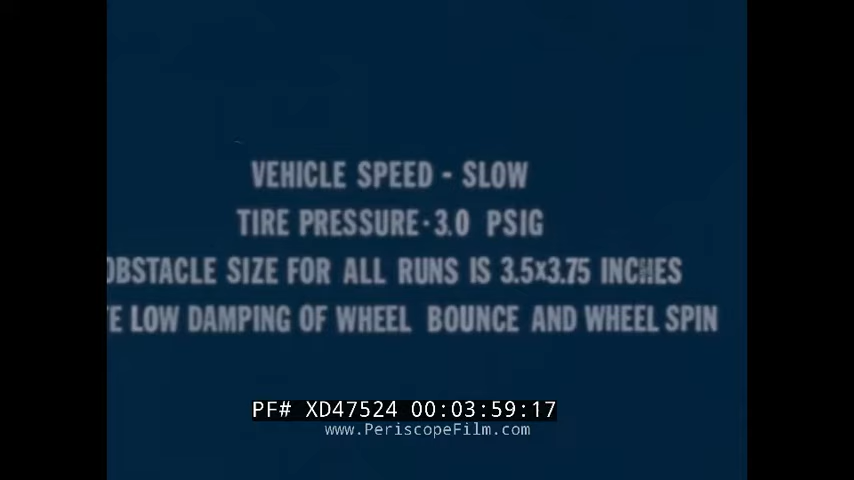 VEHICLE SPEED - SLOW
TIRE PRESSURE · 3.0 PSIG
OBSTACLE SIZE FOR ALL RUNS IS 3.5x3.75 INCHES
LOW DAMPING OF WHEEL BOUNCE AND WHEEL SPIN
PF# XD47524 00:03:59:17
www.PeriscopeFilm.com